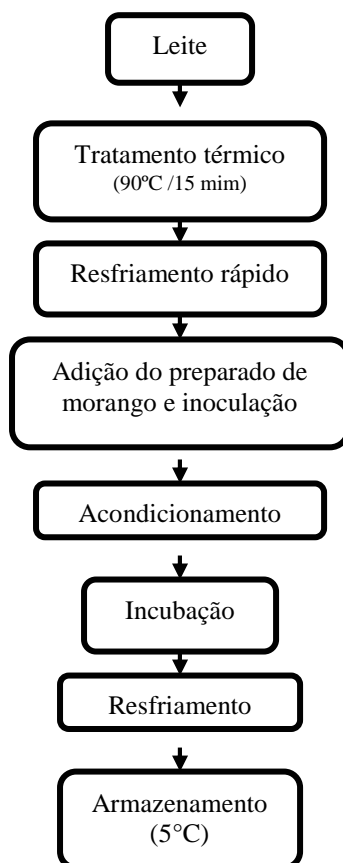 Leite
Tratamento térmico
(90ºC /15 mim)
Resfriamento rápido
Adição do preparado de
morango e inoculação
Acondicionamento
Incubação
Resfriamento
Armazenamento
(5°C)